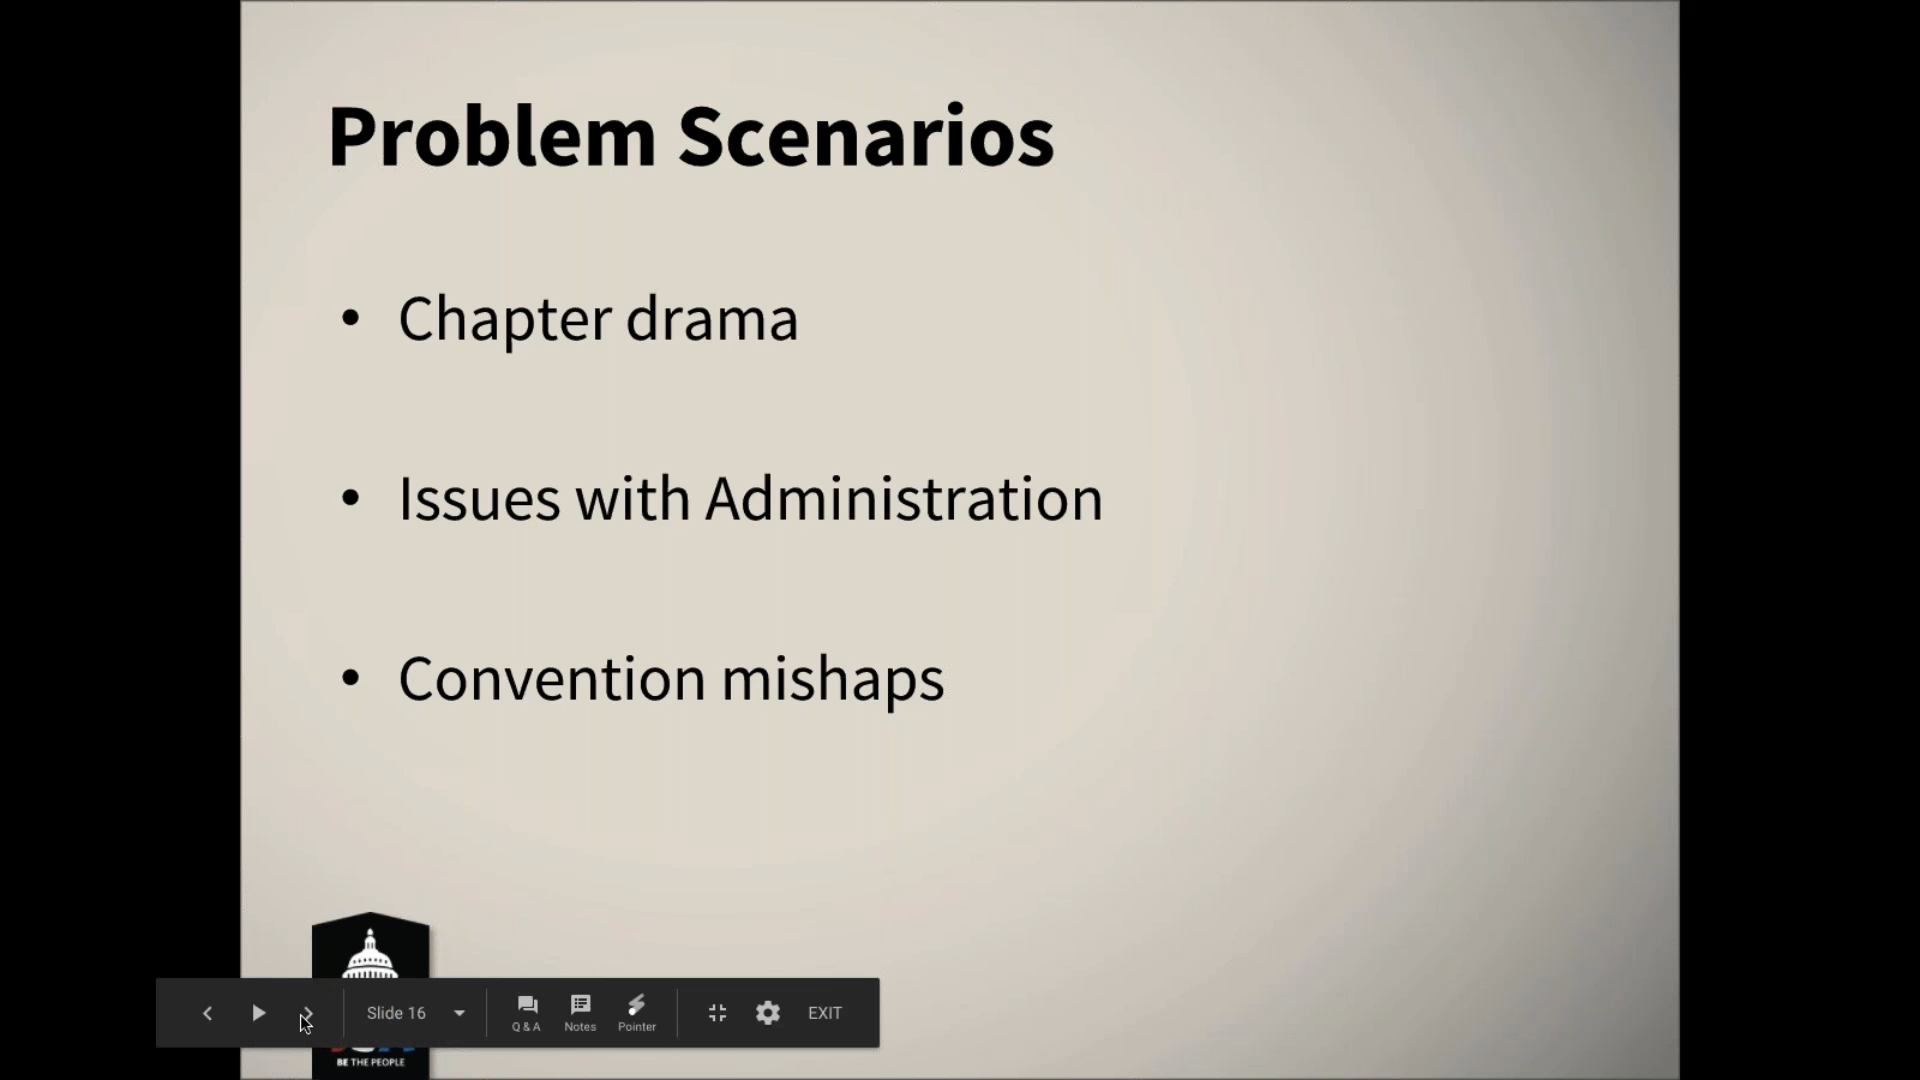 Problem Scenarios
• Chapter drama
• Issues with Administration
• Convention mishaps
Slide 16
Q & A
Notes
Pointer
EXIT
BE THE PEOPLE